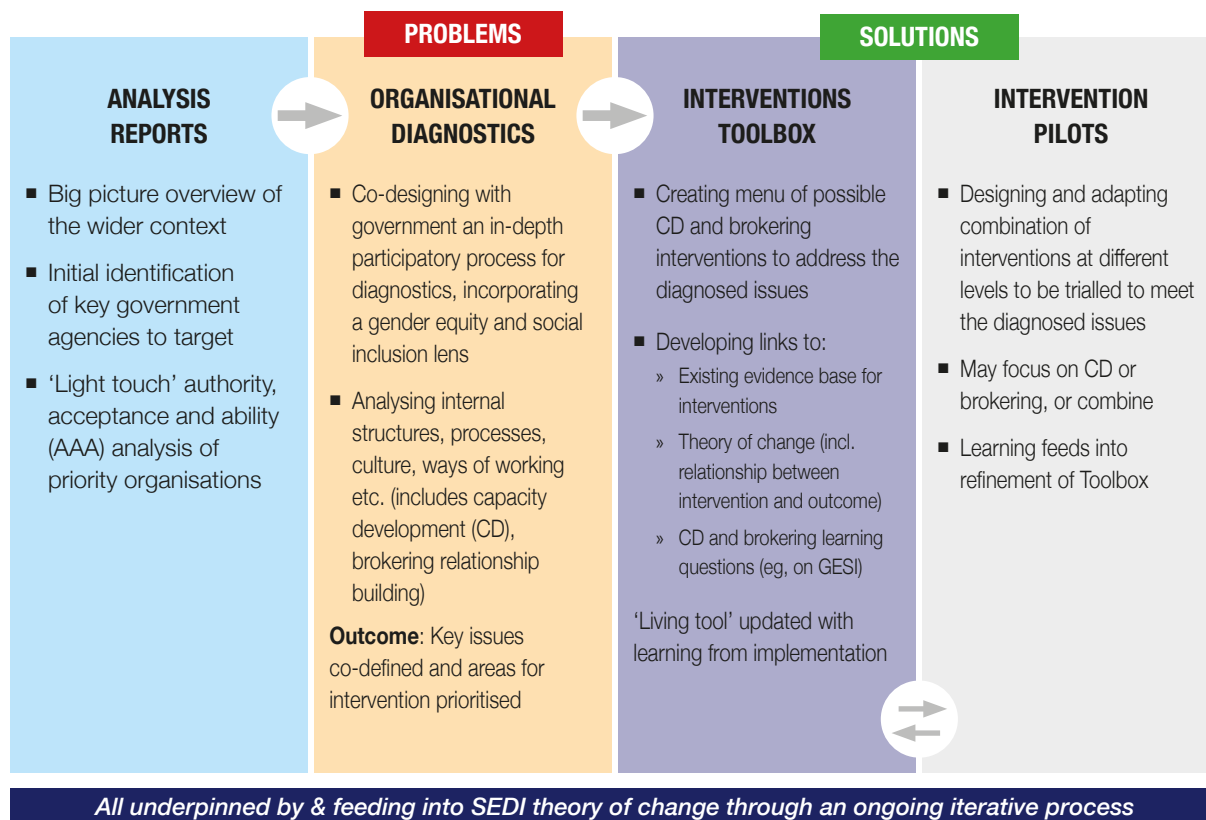 PROBLEMS
SOLUTIONS
ANALYSIS
REPORTS
■ Big picture overview of
the wider context
■ Initial identification
of key government
agencies to target
■ ‘Light touch’ authority,
acceptance and ability
(AAA) analysis of
priority organisations
ORGANISATIONAL
DIAGNOSTICS
■ Co-designing with
government an in-depth
participatory process for
diagnostics, incorporating
a gender equity and social
inclusion lens
■ Analysing internal
structures, processes,
culture, ways of working
etc. (includes capacity
development (CD),
brokering relationship
building)
Outcome: Key issues
co-defined and areas for
intervention prioritised
INTERVENTIONS
TOOLBOX
■ Creating menu of possible
CD and brokering
interventions to address the
diagnosed issues
■ Developing links to:
» Existing evidence base for
interventions
» Theory of change (incl.
relationship between
intervention and outcome)
» CD and brokering learning
questions (eg, on GESI)
‘Living tool’ updated with
learning from implementation
INTERVENTION
PILOTS
■ Designing and adapting
combination of
interventions at different
levels to be trialled to meet
the diagnosed issues
■ May focus on CD or
brokering, or combine
■ Learning feeds into
refinement of Toolbox
All underpinned by & feeding into SEDI theory of change through an ongoing iterative process